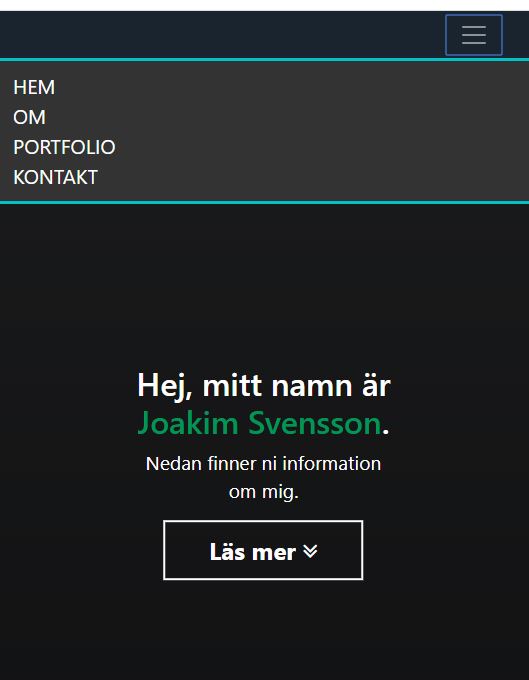 HEM
OM
PORTFOLIO
KONTAKT
Hej, mitt namn är
Joakim Svensson.
Nedan finner ni information
om mig.
Läs mer